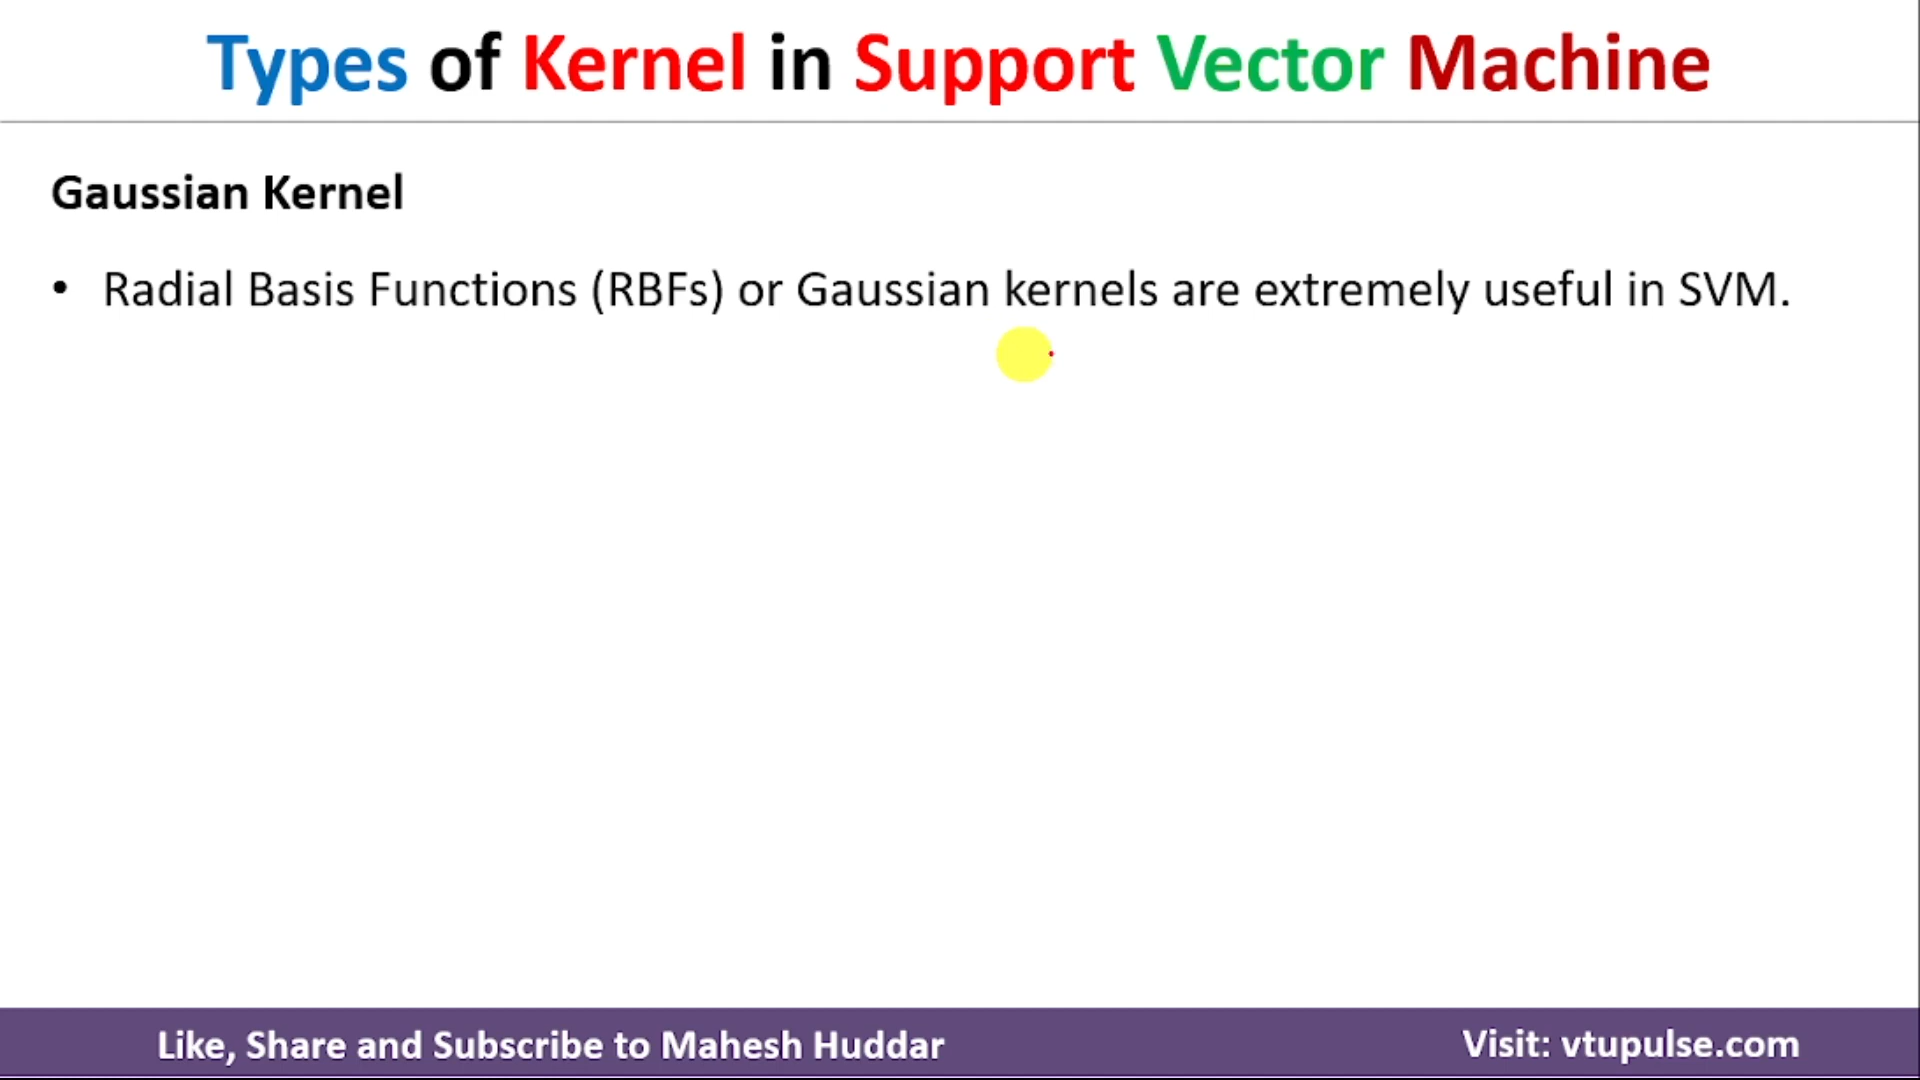 Types of Kernel in Support Vector Machine
Gaussian Kernel
• Radial Basis Functions (RBFs) or Gaussian kernels are extremely useful in SVM.
Like, Share and Subscribe to Mahesh Huddar
Visit: vtupulse.com